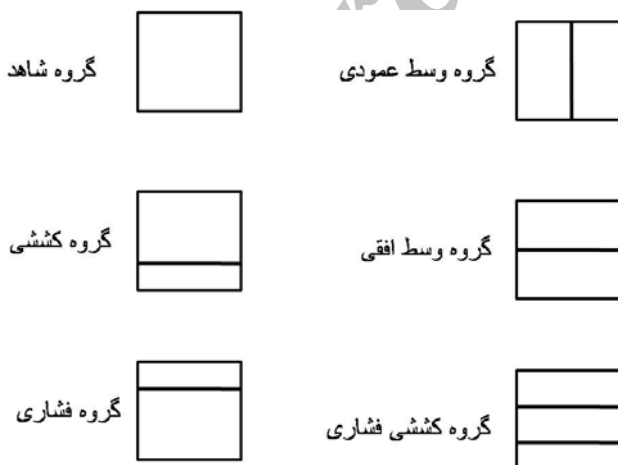 گروه وسط عمودی
گروه شاهد
گروه وسط افقی
گروه کششی
گروه کششی فشاری
گروه فشاری